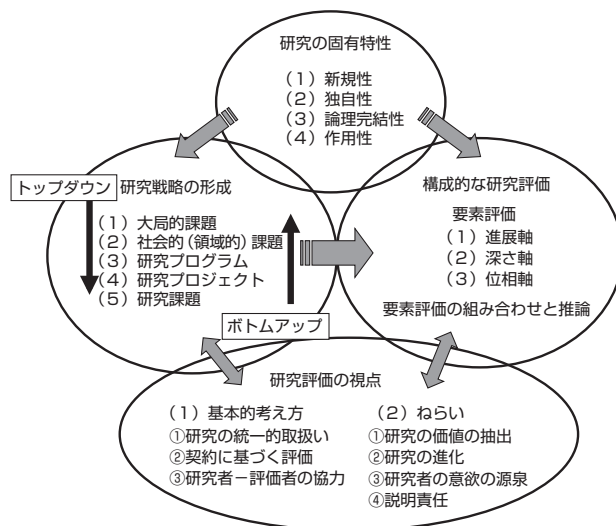 研究の固有特性
（1）新規性
（2）独自性
（3）論理完結性
（4）作用性
トップダウン
研究戦略の形成
（1）大局的課題
（2）社会的（領域的）課題
（3）研究プログラム
（4）研究プロジェクト
（5）研究課題
ボトムアップ
構成的な研究評価
要素評価
（1）進展軸
（2）深さ軸
（3）位相軸
要素評価の組み合わせと推論
研究評価の視点
（1）基本的考え方
①研究の統一的取扱い
②契約に基づく評価
③研究者－評価者の協力
（2）ねらい
①研究の価値の抽出
②研究の進化
③研究者の意欲の源泉
④説明責任